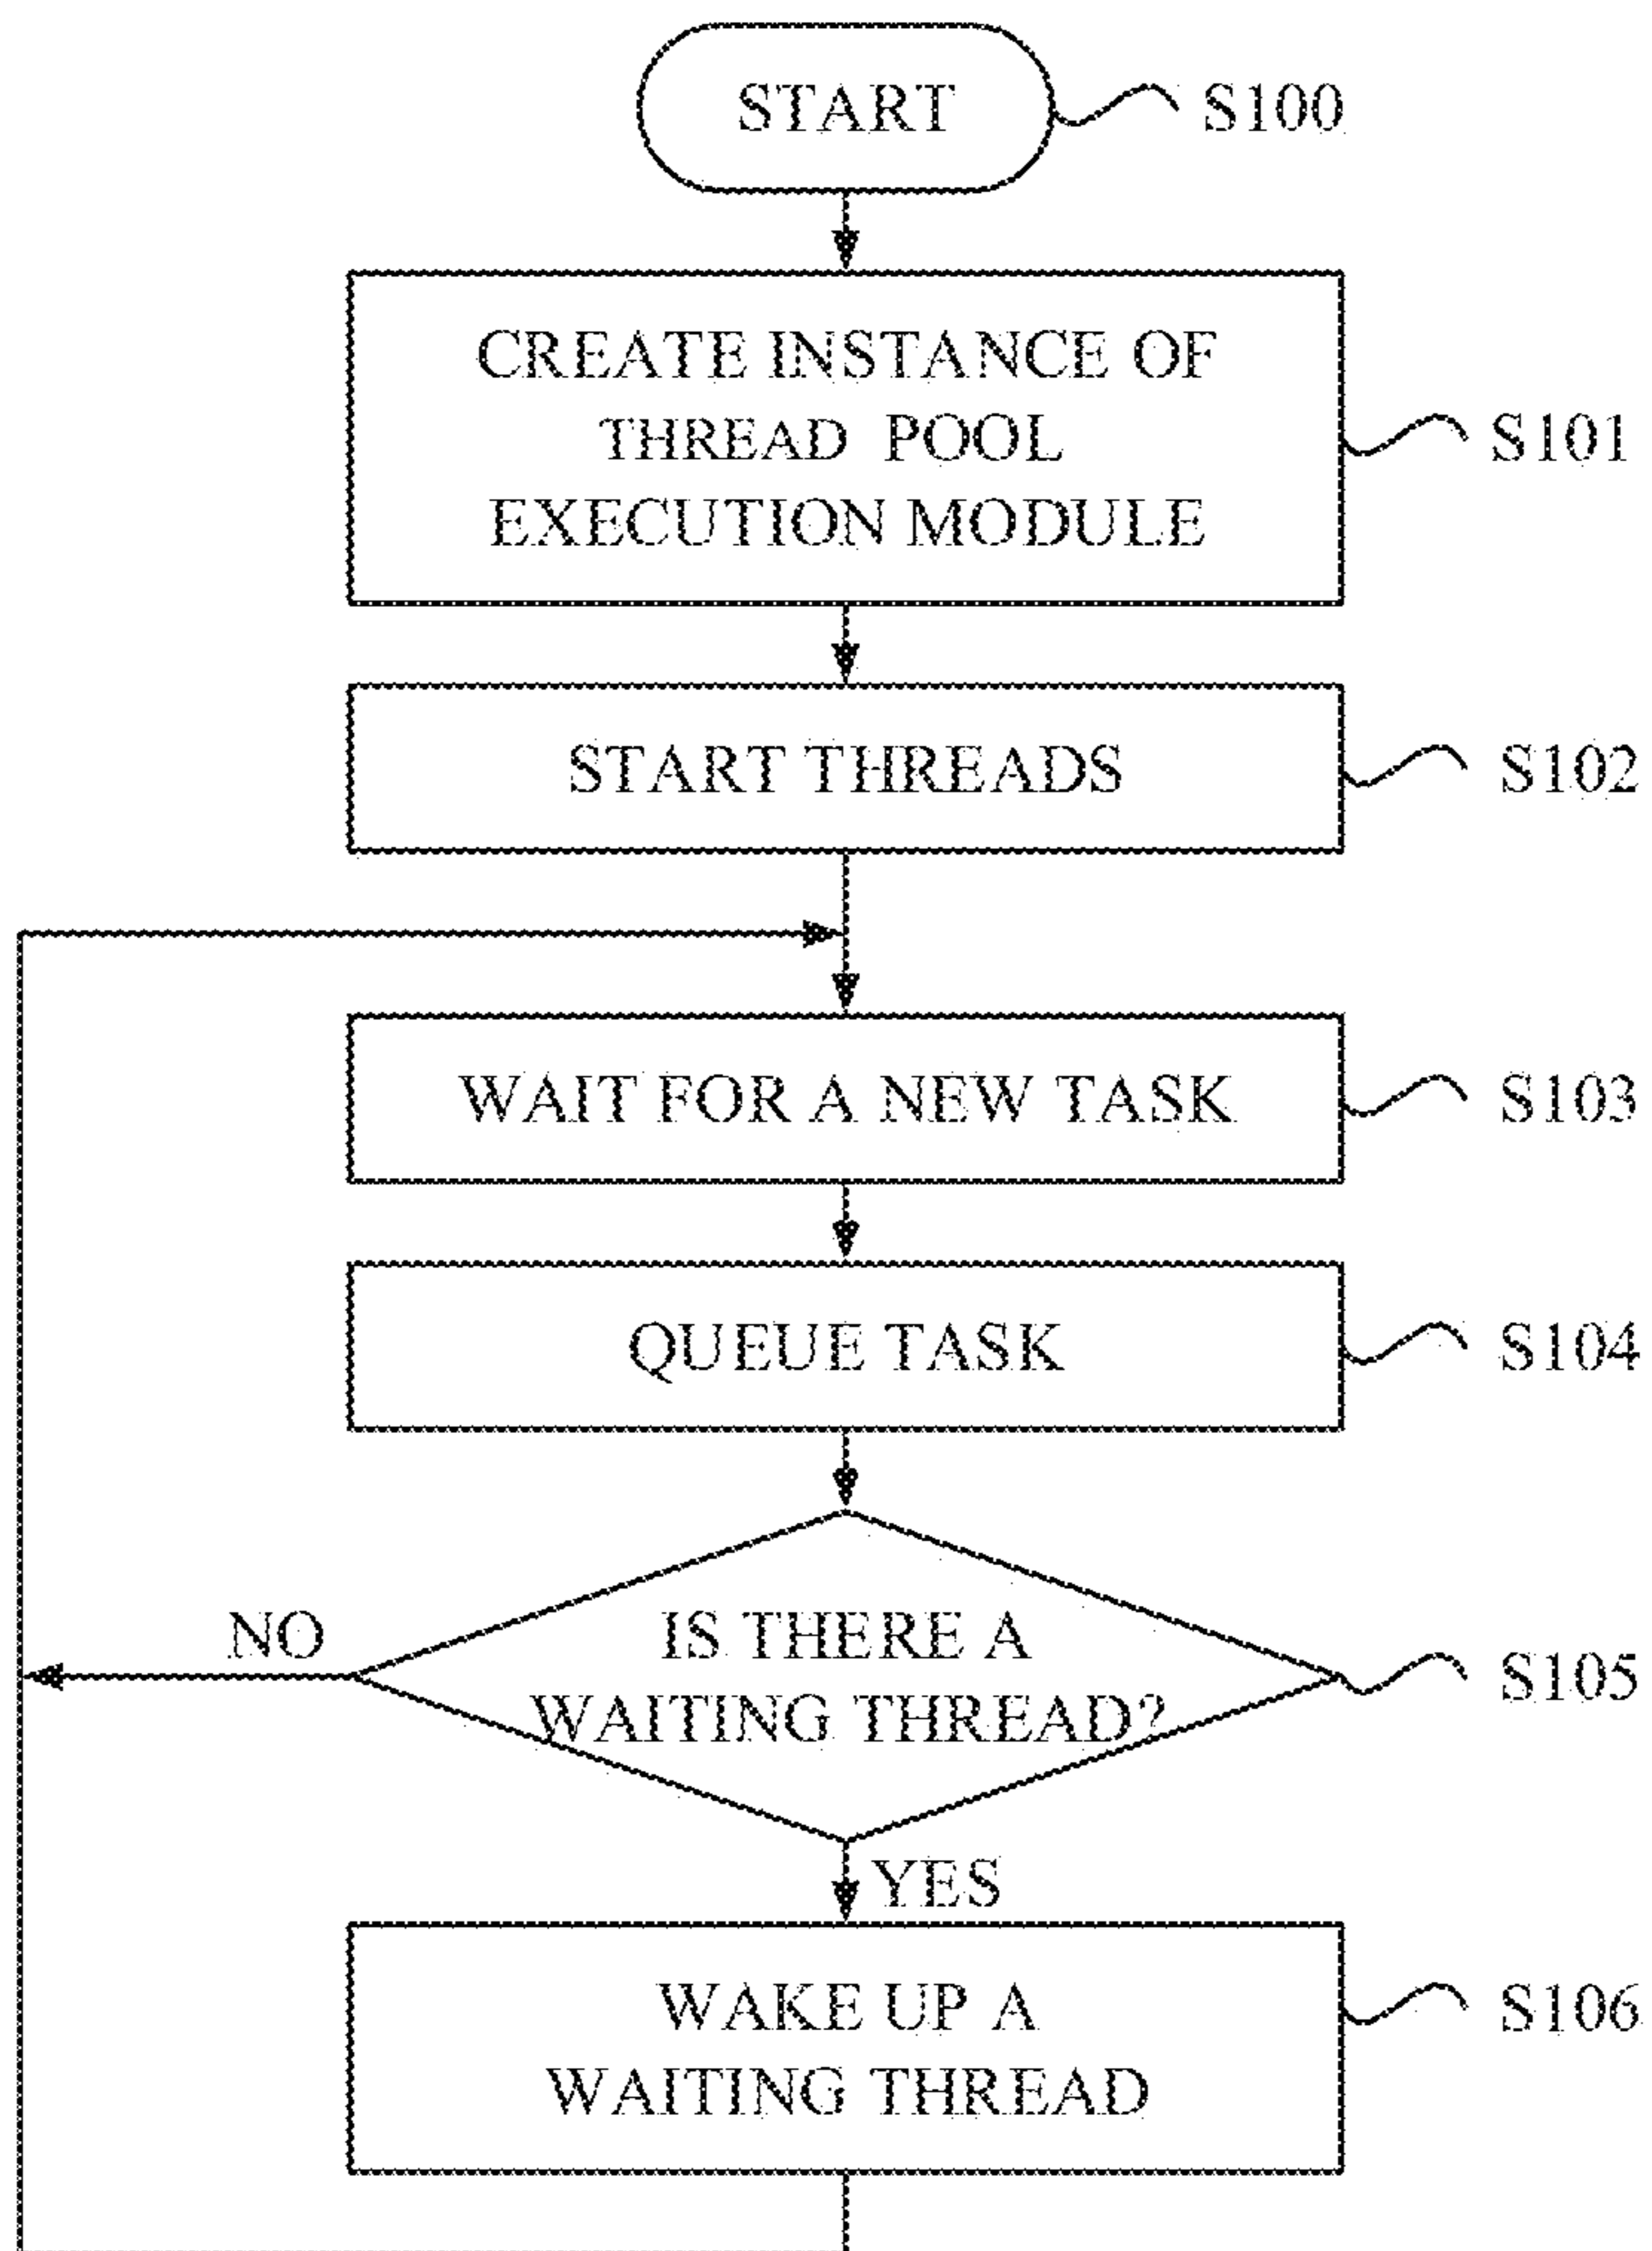 START
S100
CREATE INSTANCE OF
THREAD POOL
EXECUTION MODULE
S101
START THREADS
S102
WAIT FOR A NEW TASK
S103
QUEUE TASK
S104
NO
IS THERE A
WAITING THREAD?
S105
YES
WAKE UP A
WAITING THREAD
S106